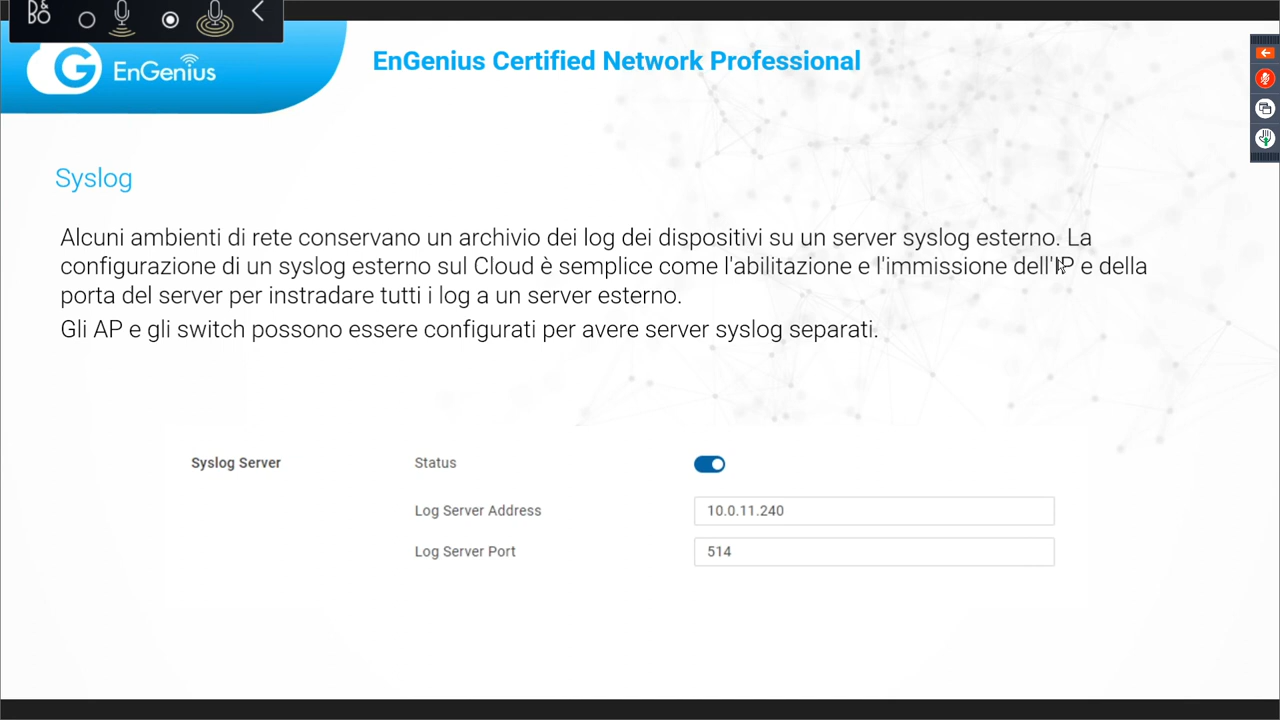 B&O
EnGenius
EnGenius Certified Network Professional
Syslog
Alcuni ambienti di rete conservano un archivio dei log dei dispositivi su un server syslog esterno. La
configurazione di un syslog esterno sul Cloud è semplice come l'abilitazione e l'immissione dell'IP e della
porta del server per instradare tutti i log a un server esterno.
Gli AP e gli switch possono essere configurati per avere server syslog separati.
Syslog Server Status
Log Server Address 10.0.11.240
Log Server Port 514